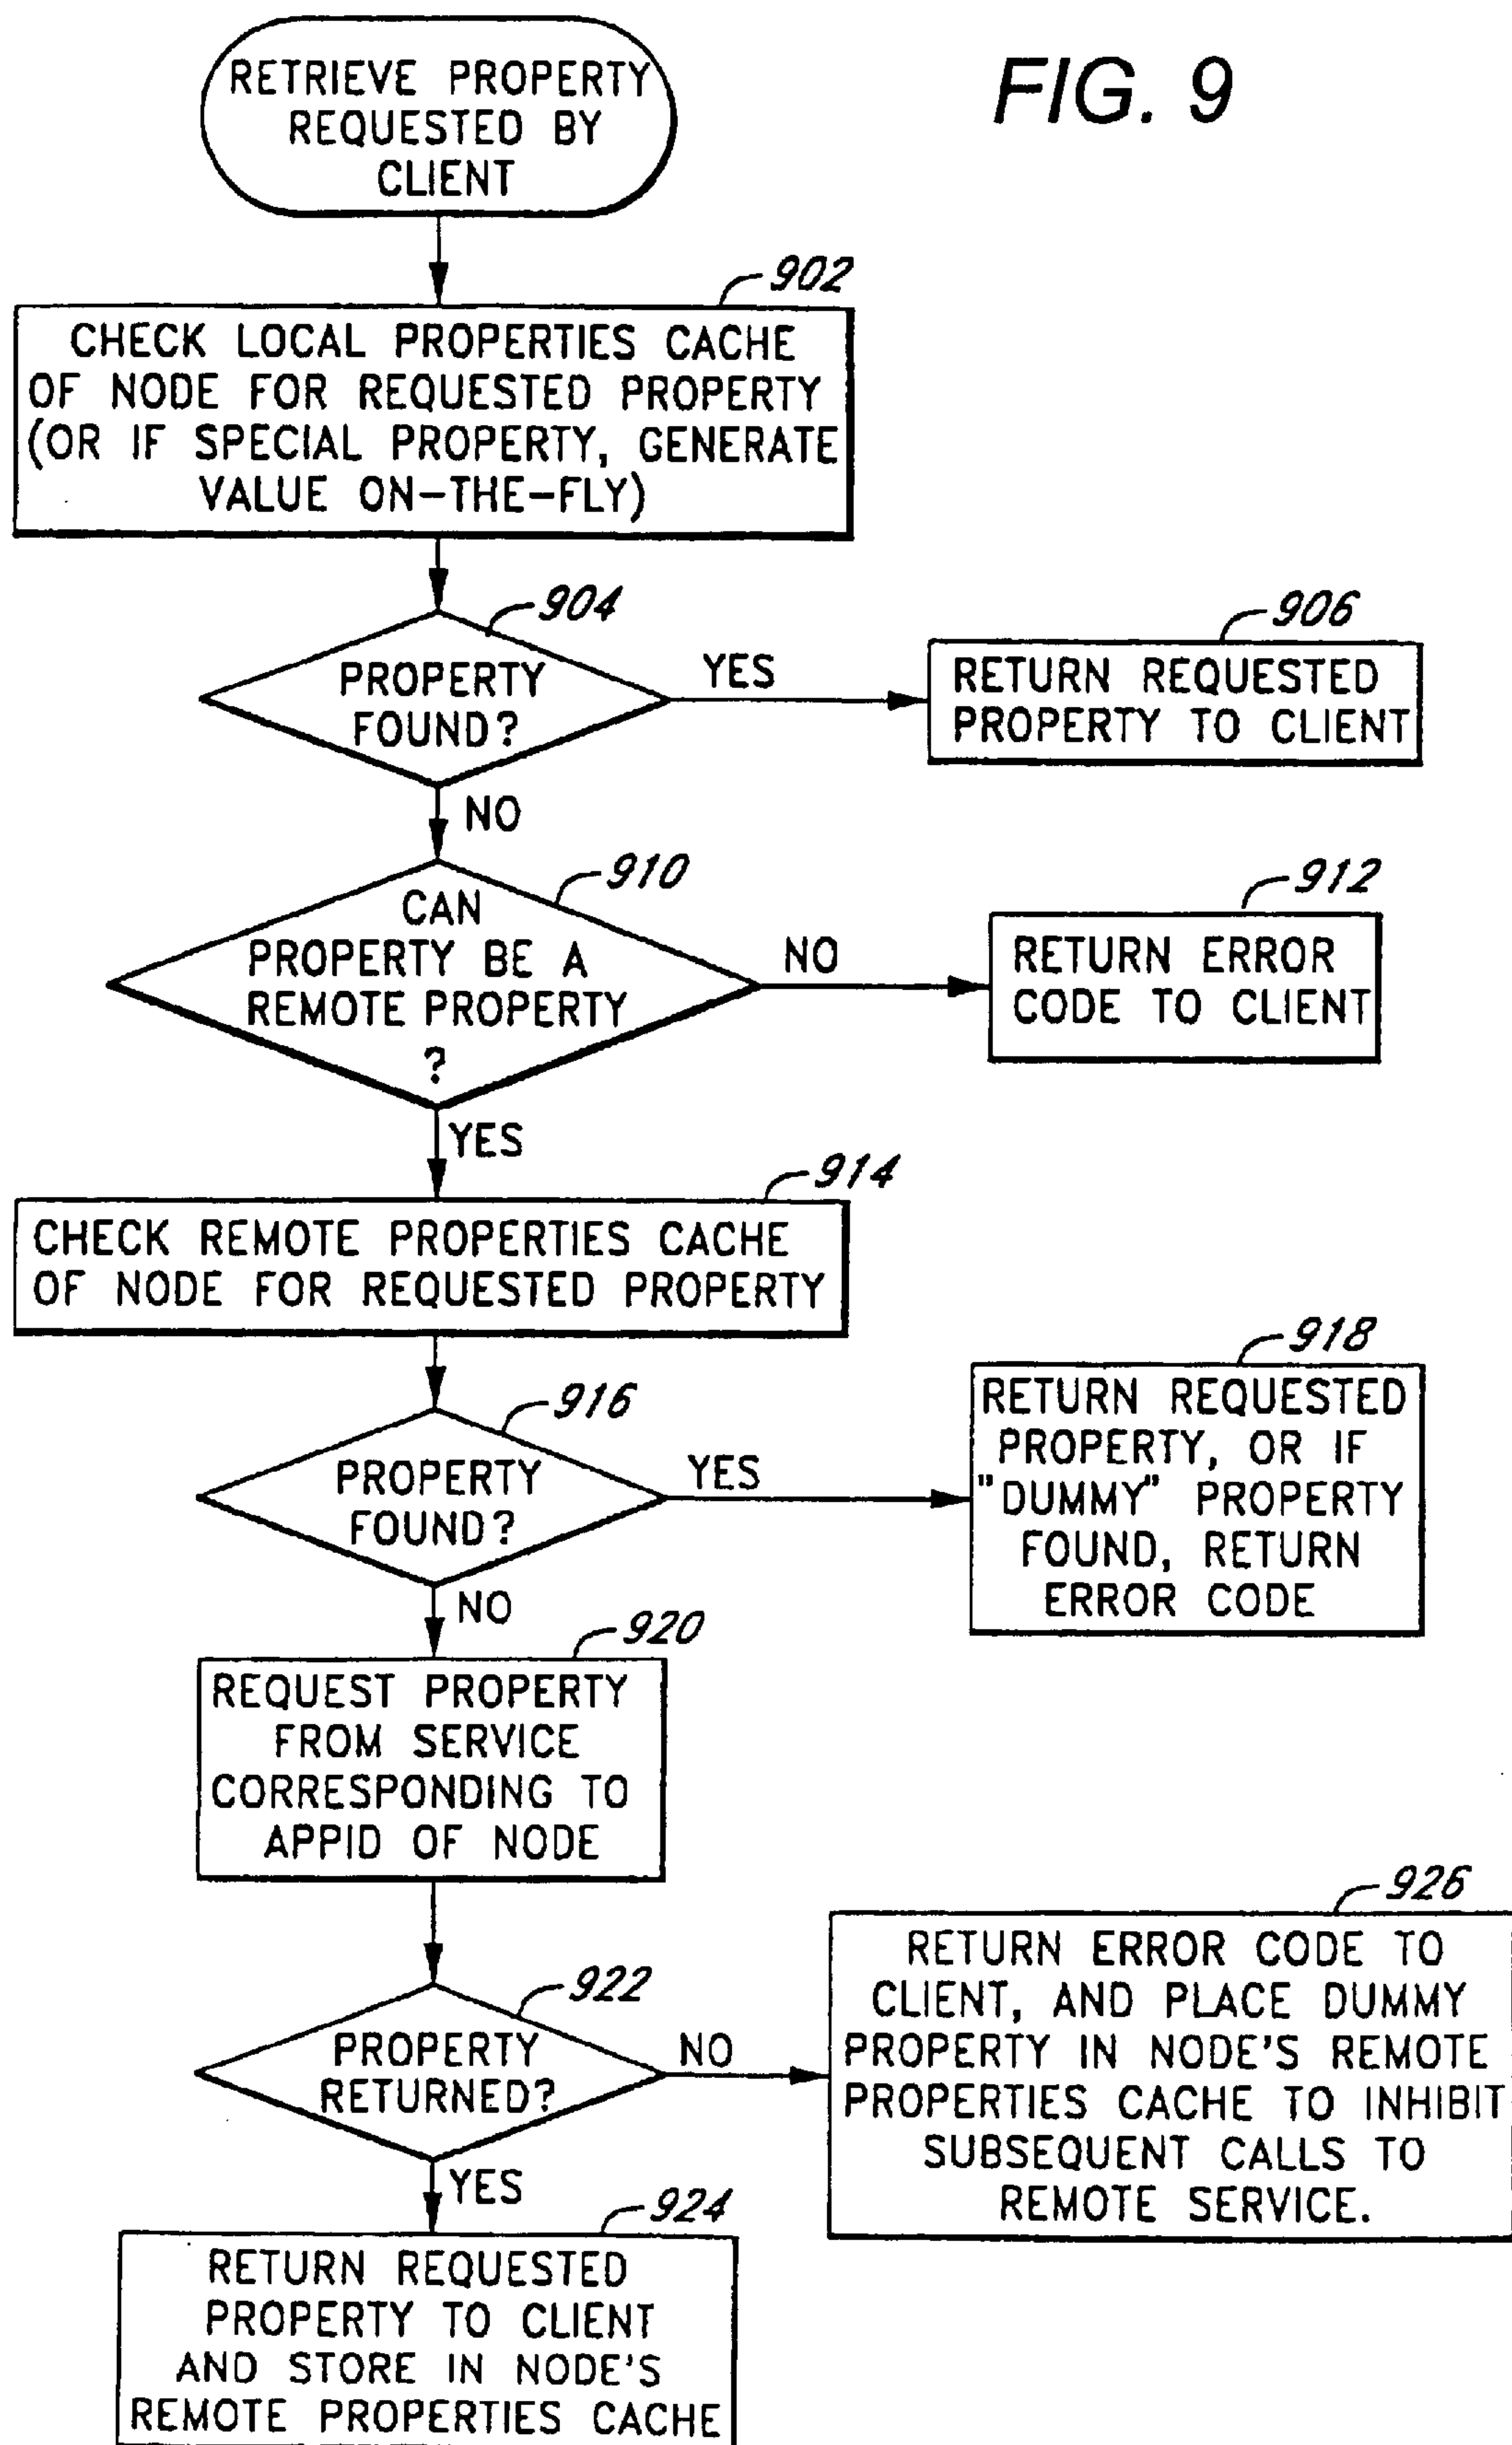 FIG. 9
RETRIEVE PROPERTY
REQUESTED BY
CLIENT
902
CHECK LOCAL PROPERTIES CACHE
OF NODE FOR REQUESTED PROPERTY
(OR IF SPECIAL PROPERTY, GENERATE
VALUE ON-THE-FLY)
904
PROPERTY
FOUND?
YES
906
RETURN REQUESTED
PROPERTY TO CLIENT
NO
910
CAN
PROPERTY BE A
REMOTE PROPERTY
?
NO
912
RETURN ERROR
CODE TO CLIENT
YES
914
CHECK REMOTE PROPERTIES CACHE
OF NODE FOR REQUESTED PROPERTY
916
PROPERTY
FOUND?
YES
918
RETURN REQUESTED
PROPERTY, OR IF
"DUMMY" PROPERTY
FOUND, RETURN
ERROR CODE
NO
920
REQUEST PROPERTY
FROM SERVICE
CORRESPONDING TO
APPID OF NODE
922
PROPERTY
RETURNED?
NO
926
RETURN ERROR CODE TO
CLIENT, AND PLACE DUMMY
PROPERTY IN NODE'S REMOTE
PROPERTIES CACHE TO INHIBIT
SUBSEQUENT CALLS TO
REMOTE SERVICE.
YES
924
RETURN REQUESTED
PROPERTY TO CLIENT
AND STORE IN NODE'S
REMOTE PROPERTIES CACHE